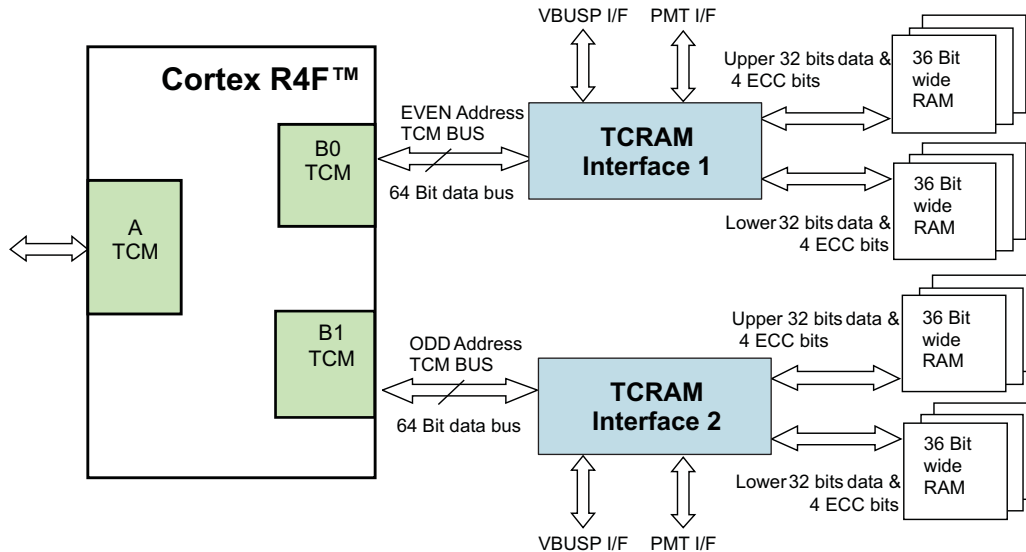 VBUSP I/F
PMT I/F
Cortex R4F™
EVEN Address
TCM BUS
B0
TCM
64 Bit data bus
TCRAM
Interface 1
Upper 32 bits data &
4 ECC bits
36 Bit
wide
RAM
Lower 32 bits data &
4 ECC bits
36 Bit
wide
RAM
A
TCM
B1
TCM
ODD Address
TCM BUS
64 Bit data bus
TCRAM
Interface 2
Upper 32 bits data &
4 ECC bits
36 Bit
wide
RAM
Lower 32 bits data &
4 ECC bits
36 Bit
wide
RAM
VBUSP I/F
PMT I/F